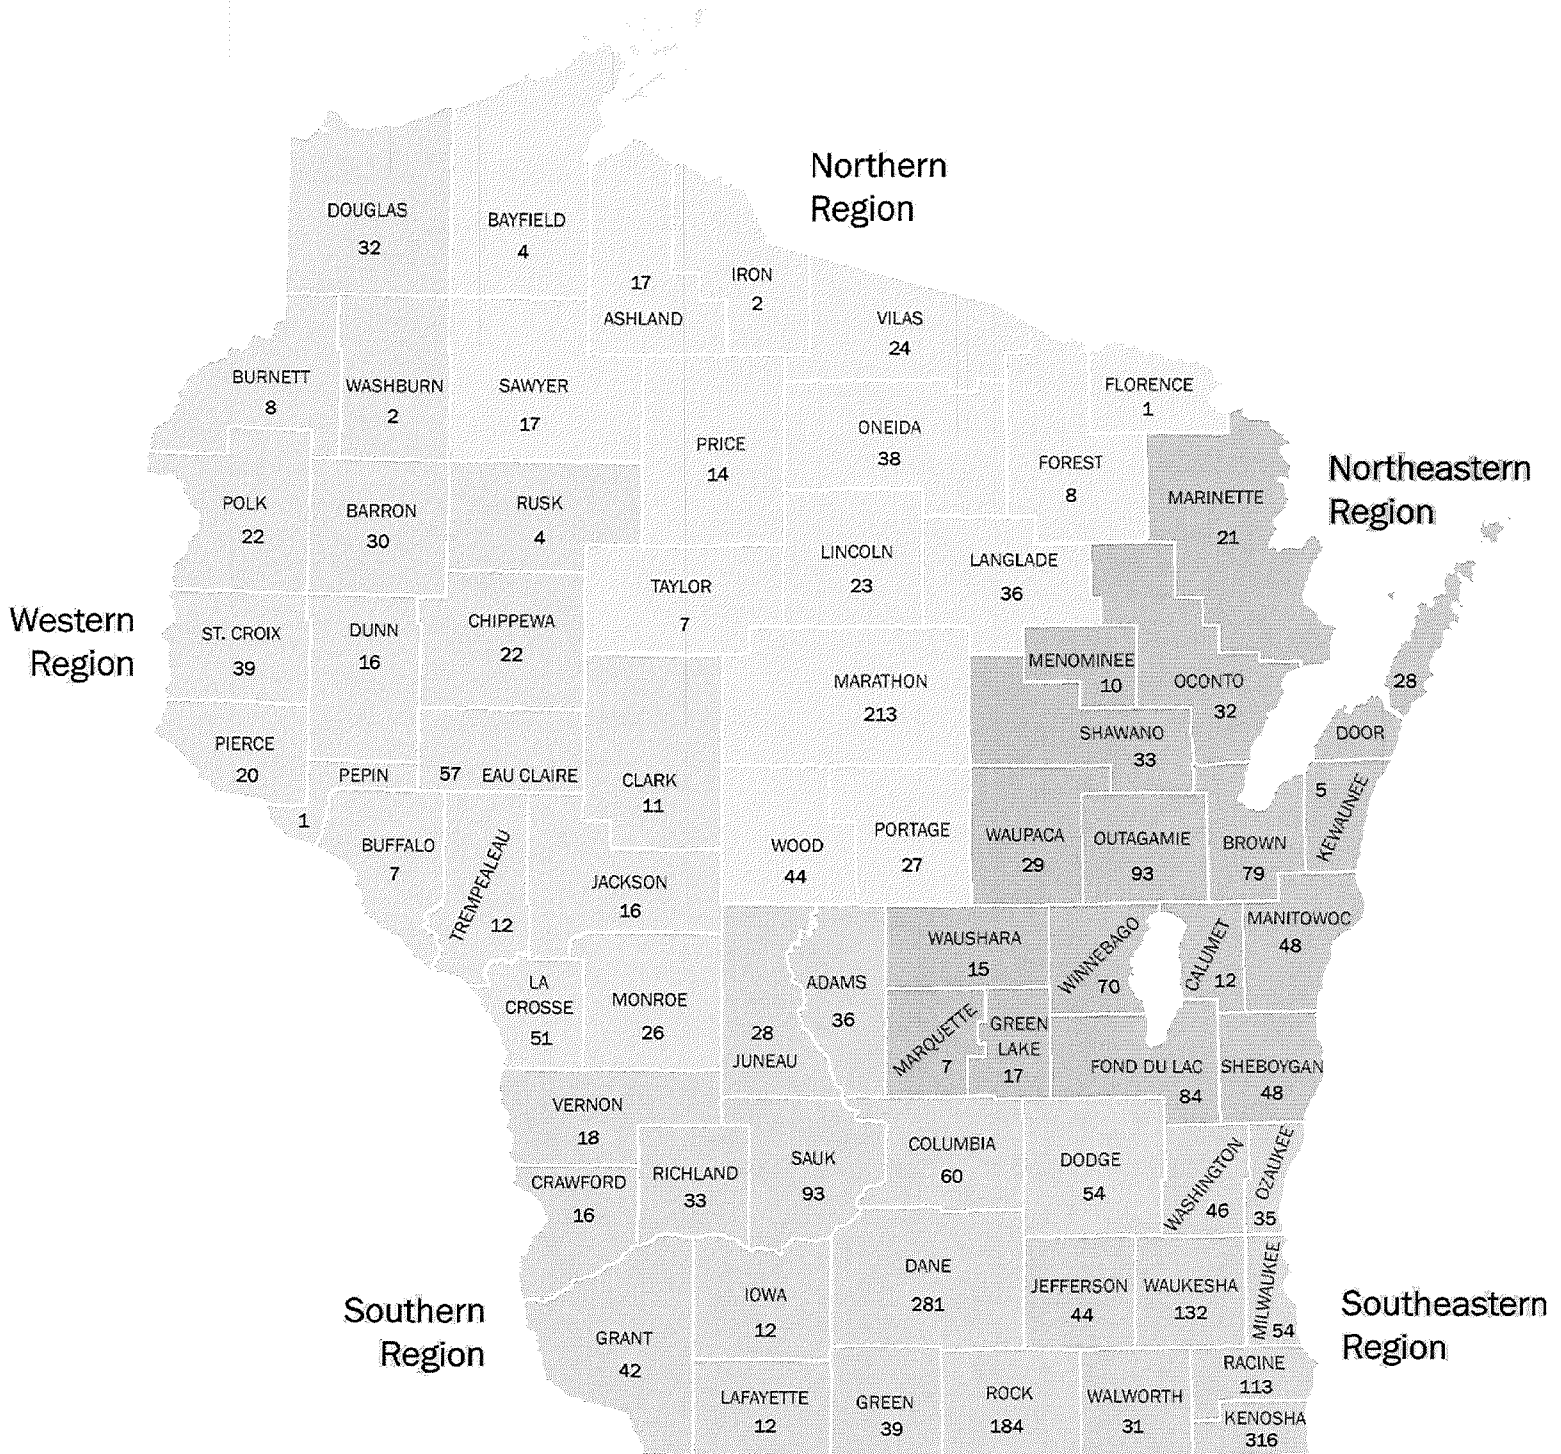 Northern
Region
DOUGLAS
32
BAYFIELD
4
17
ASHLAND
IRON
2
VILAS
24
BURNETT
8
WASHBURN
2
SAWYER
17
PRICE
14
ONEIDA
38
FLORENCE
1
FOREST
8
Northeastern
Region
MARINETTE
21
POLK
22
BARRON
30
RUSK
4
LINCOLN
23
LANGLADE
36
TAYLOR
7
Western
Region
ST. CROIX
39
DUNN
16
CHIPPEWA
22
MARATHON
213
MENOMINEE
10
OCONTO
32
28
DOOR
SHAWANO
33
PIERCE
20
PEPIN
1
57 EAU CLAIRE
CLARK
11
WOOD
44
PORTAGE
27
WAUPACA
29
OUTAGAMIE
93
BROWN
79
5
KEWAUNEE
BUFFALO
7
TREMPEALEAU
12
JACKSON
16
WAUSHARA
15
WINNEBAGO
70
CALUMET
12
MANITOWOC
48
LA
CROSSE
51
MONROE
26
28
JUNEAU
ADAMS
36
MARQUETTE
7
GREEN
LAKE
17
FOND DU LAC
84
SHEBOYGAN
48
VERNON
18
CRAWFORD
16
RICHLAND
33
SAUK
93
COLUMBIA
60
DODGE
54
WASHINGTON
46
OZAUKEE
35
Southern
Region
GRANT
42
IOWA
12
DANE
281
JEFFERSON
44
WAUKESHA
132
MILWAUKEE
54
Southeastern
Region
LAFAYETTE
12
GREEN
39
ROCK
184
WALWORTH
31
RACINE
113
KENOSHA
316